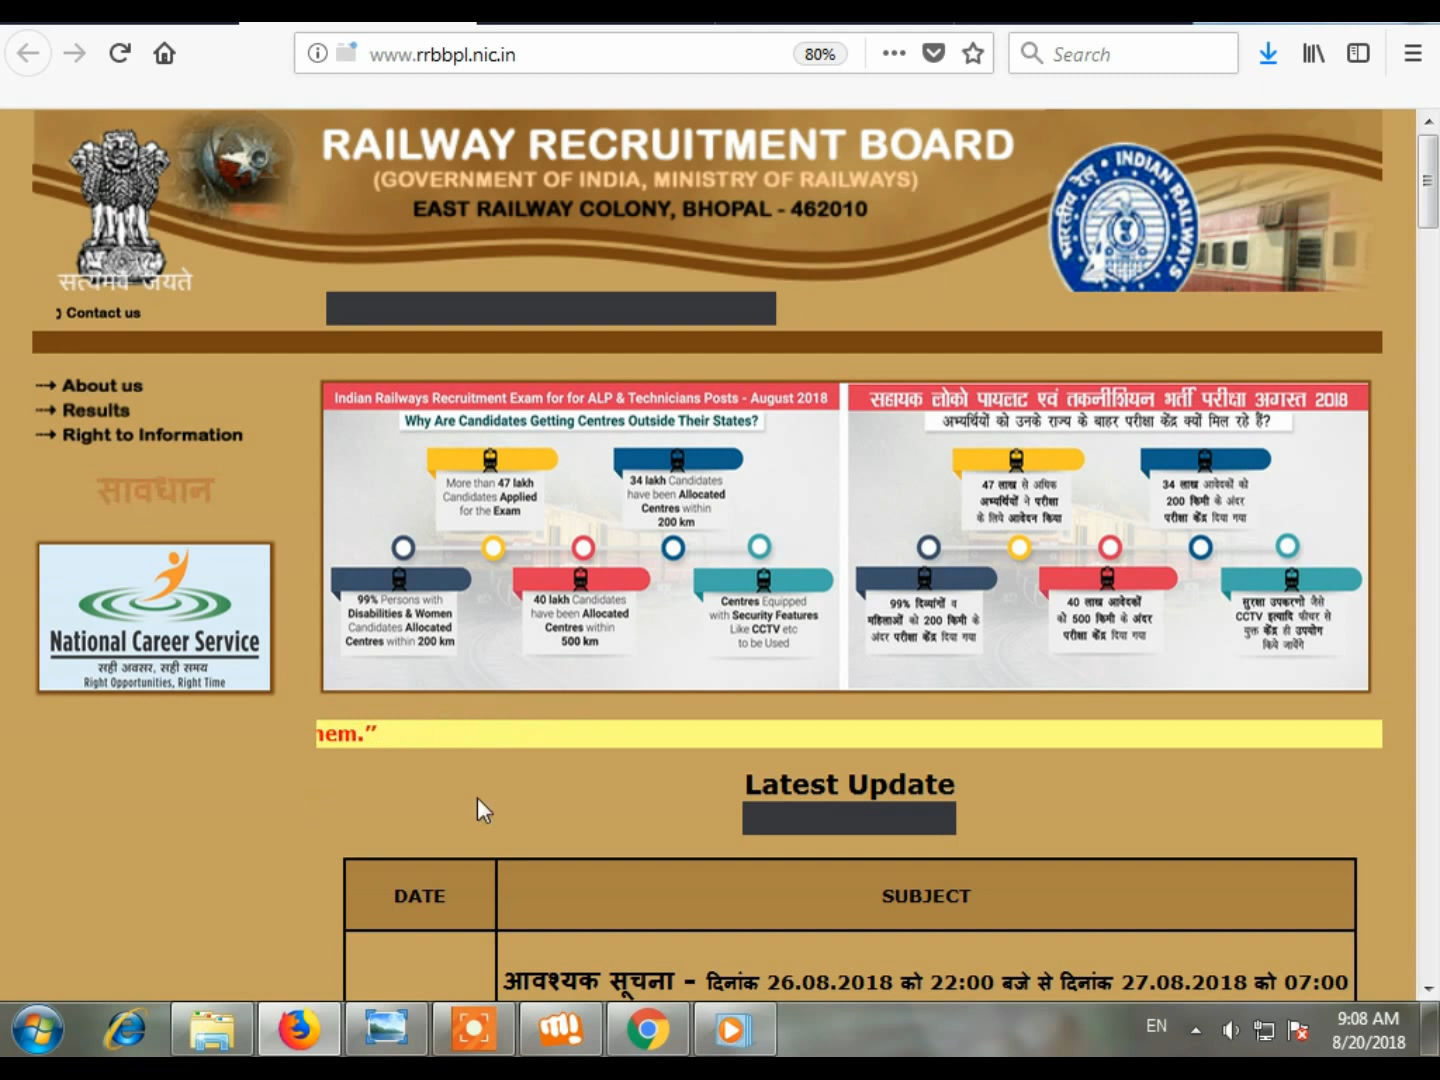 www.rrbbpl.nic.in
80%
Search
RAILWAY RECRUITMENT BOARD
(GOVERNMENT OF INDIA, MINISTRY OF RAILWAYS)
EAST RAILWAY COLONY, BHOPAL - 462010
सत्यमेव जयते
भारतीय रेल • INDIAN RAILWAYS
Contact us
About us
Results
Right to Information
सावधान
National Career Service
सही अवसर, सही समय
Right Opportunities, Right Time
Indian Railways Recruitment Exam for for ALP & Technicians Posts - August 2018
Why Are Candidates Getting Centres Outside Their States?
More than 47 lakh
Candidates Applied
for the Exam
34 lakh Candidates
have been Allocated
Centres within
200 km
99% Persons with
Disabilities & Women
Candidates Allocated
Centres within 200 km
40 lakh Candidates
have been Allocated
Centres within
500 km
Centres Equipped
with Security Features
Like CCTV etc
to be Used
सहायक लोको पायलट एवं तकनीशियन भर्ती परीक्षा अगस्त 2018
अभ्यर्थियों को उनके राज्य के बाहर परीक्षा केंद्र क्यों मिल रहे हैं?
47 लाख से अधिक
अभ्यर्थियों ने परीक्षा
के लिये आवेदन किया
34 लाख आवेदकों को
200 किमी के अंदर
परीक्षा केंद्र दिया गया
99% दिव्यांगों व
महिलाओं को 200 किमी के
अंदर परीक्षा केंद्र दिया गया
40 लाख आवेदकों
को 500 किमी के अंदर
परीक्षा केंद्र दिया गया
सुरक्षा उपकरणो जैसे
CCTV इत्यादि फीचर से
युक्त केंद्र ही उपयोग
किये जायेंगे
hem.”
Latest Update
DATE
SUBJECT
आवश्यक सूचना - दिनांक 26.08.2018 को 22:00 बजे से दिनांक 27.08.2018 को 07:00
EN
9:08 AM
8/20/2018